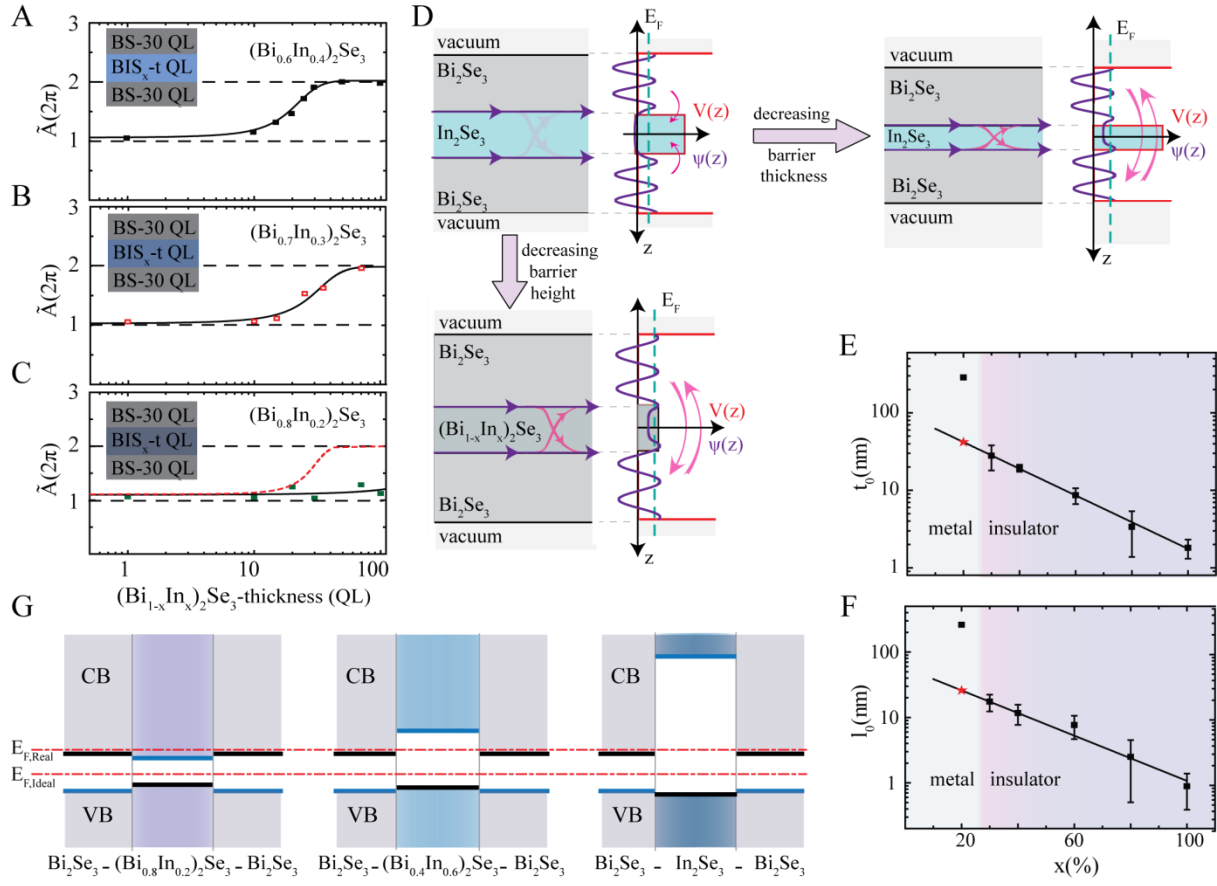 A
3
BS-30 QL
BISₓ-t QL
BS-30 QL
(Bi₀.₆In₀.₄)₂Se₃
2
1
Ã(2π)
B
3
BS-30 QL
BISₓ-t QL
BS-30 QL
(Bi₀.₇In₀.₃)₂Se₃
2
1
Ã(2π)
C
3
BS-30 QL
BISₓ-t QL
BS-30 QL
(Bi₀.₈In₀.₂)₂Se₃
2
1
Ã(2π)
1 10 100
(Bi₁₋ₓInₓ)₂Se₃-thickness (QL)
D
E_F
vacuum
Bi₂Se₃
In₂Se₃
Bi₂Se₃
vacuum
V(z)
ψ(z)
z
decreasing
barrier
thickness
E_F
vacuum
Bi₂Se₃
In₂Se₃
Bi₂Se₃
vacuum
V(z)
ψ(z)
z
decreasing
barrier
height
E_F
vacuum
Bi₂Se₃
(Bi₁₋ₓInₓ)₂Se₃
Bi₂Se₃
vacuum
V(z)
ψ(z)
z
E
100
10
1
t₀(nm)
metal insulator
F
100
10
1
l₀(nm)
metal insulator
20 40 60 80 100
x(%)
G
CB
CB
CB
E_F,Real
E_F,Ideal
VB
VB
VB
Bi₂Se₃ - (Bi₀.₈In₀.₂)₂Se₃ - Bi₂Se₃
Bi₂Se₃ - (Bi₀.₄In₀.₆)₂Se₃ - Bi₂Se₃
Bi₂Se₃ - In₂Se₃ - Bi₂Se₃